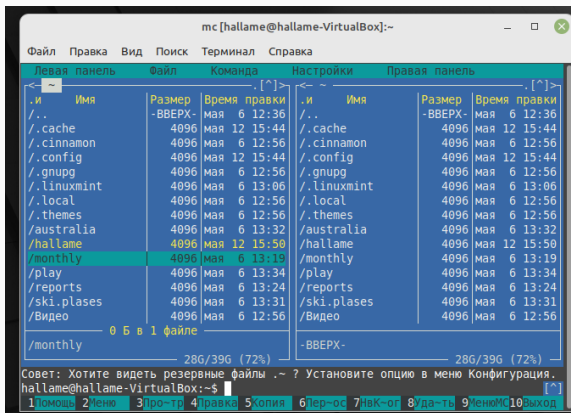 mc [hallame@hallame-VirtualBox]:~
Файл Правка Вид Поиск Терминал Справка
Левая панель Файл Команда Настройки Правая панель
<— ~ .[^]> <— ~ .[^]>
.и Имя Размер Время правки .и Имя Размер Время правки
/.. -ВВЕРХ- мая 6 12:36 /.. -ВВЕРХ- мая 6 12:36
/.cache 4096 мая 12 15:44 /.cache 4096 мая 12 15:44
/.cinnamon 4096 мая 6 12:56 /.cinnamon 4096 мая 6 12:56
/.config 4096 мая 12 15:44 /.config 4096 мая 12 15:44
/.gnupg 4096 мая 6 12:56 /.gnupg 4096 мая 6 12:56
/.linuxmint 4096 мая 6 13:06 /.linuxmint 4096 мая 6 13:06
/.local 4096 мая 6 12:56 /.local 4096 мая 6 12:56
/.themes 4096 мая 6 12:56 /.themes 4096 мая 6 12:56
/australia 4096 мая 6 13:32 /australia 4096 мая 6 13:32
/hallame 4096 мая 12 15:50 /hallame 4096 мая 12 15:50
/monthly 4096 мая 6 13:19 /monthly 4096 мая 6 13:19
/play 4096 мая 6 13:34 /play 4096 мая 6 13:34
/reports 4096 мая 6 13:24 /reports 4096 мая 6 13:24
/ski.plases 4096 мая 6 13:31 /ski.plases 4096 мая 6 13:31
/Видео 4096 мая 6 12:56 /Видео 4096 мая 6 12:56
0 Б в 1 файле
/monthly -ВВЕРХ-
28G/39G (72%) 28G/39G (72%)
Совет: Хотите видеть резервные файлы .~ ? Установите опцию в меню Конфигурация.
hallame@hallame-VirtualBox:~$ [^]
1Помощь 2Меню 3Про~тр 4Правка 5Копия 6Пер~ос 7НвК~ог 8Уда~ть 9МенюMC 10Выход